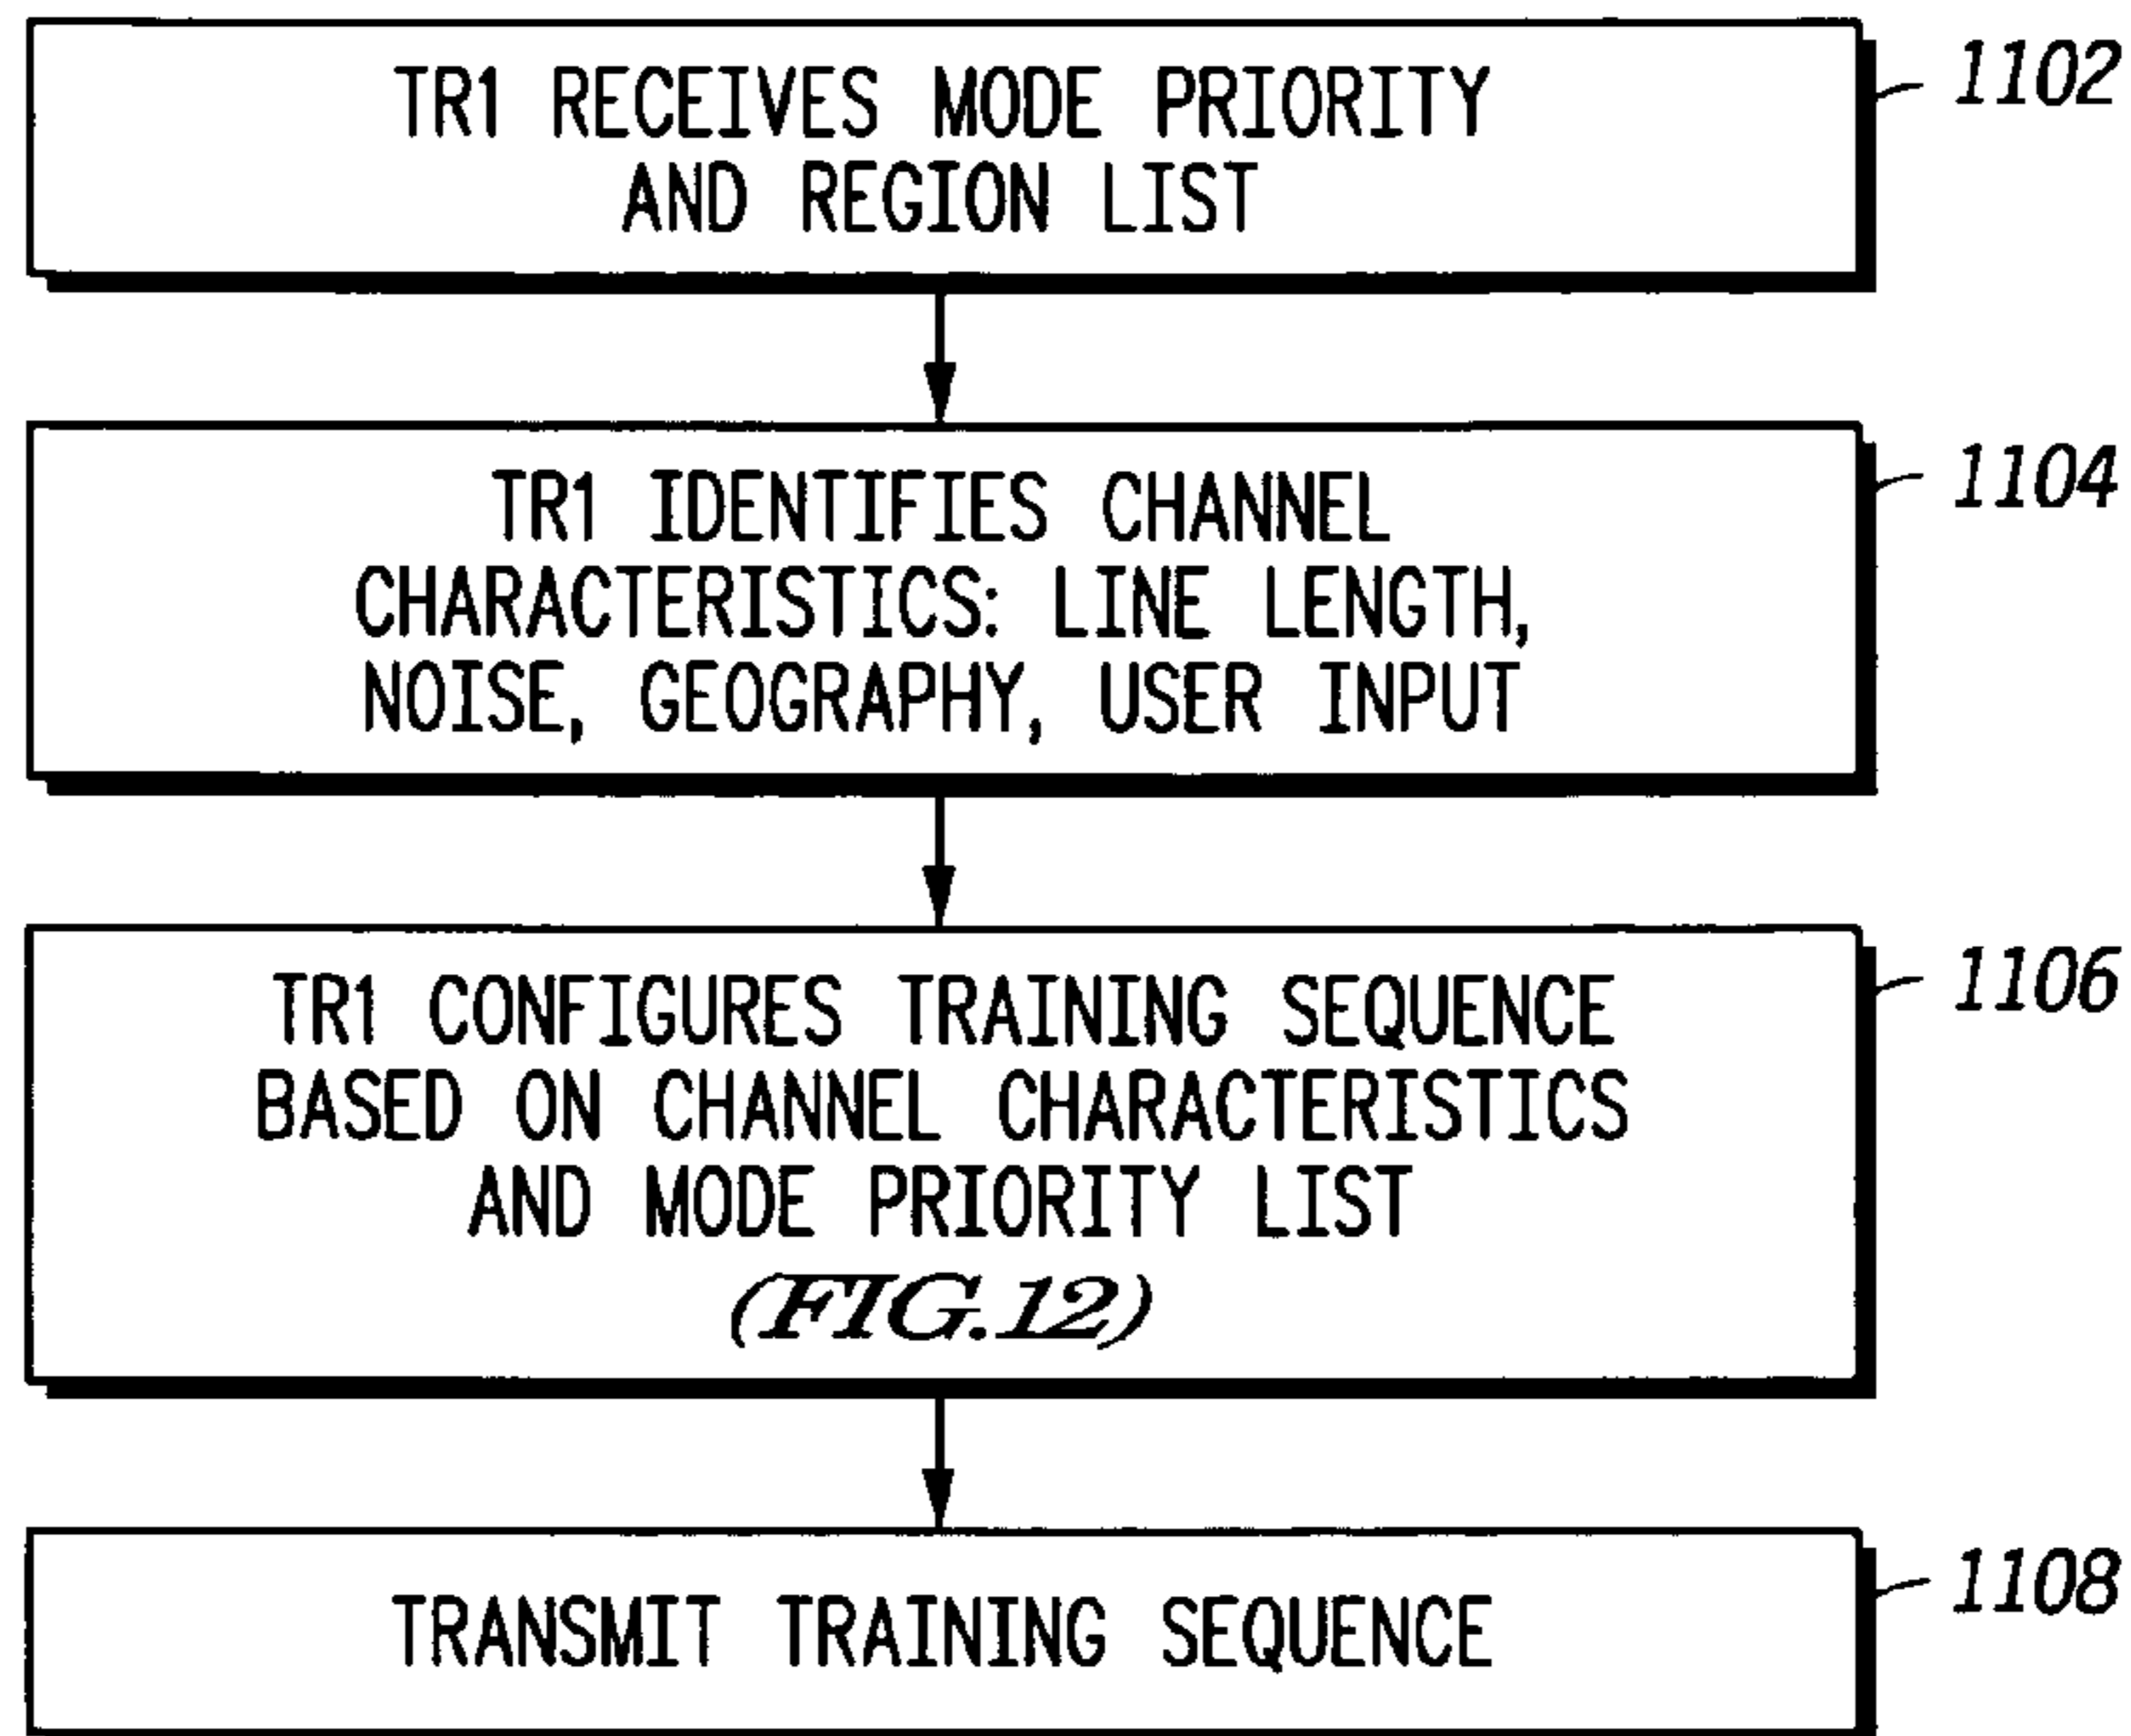 TR1 RECEIVES MODE PRIORITY
AND REGION LIST
1102
TR1 IDENTIFIES CHANNEL
CHARACTERISTICS: LINE LENGTH,
NOISE, GEOGRAPHY, USER INPUT
1104
TR1 CONFIGURES TRAINING SEQUENCE
BASED ON CHANNEL CHARACTERISTICS
AND MODE PRIORITY LIST
(FIG.12)
1106
TRANSMIT TRAINING SEQUENCE
1108